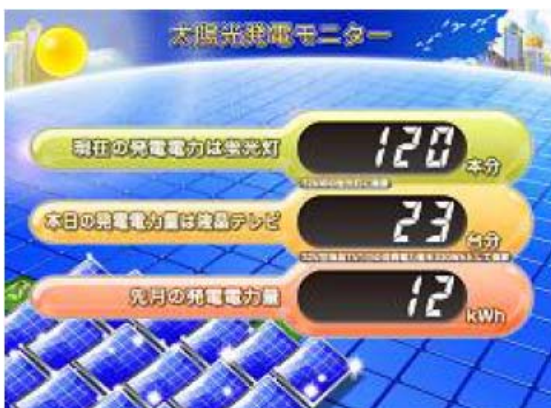 太陽光発電モニター
現在の発電電力は蛍光灯
120
本分
本日の発電電力量は液晶テレビ
23
台分
先月の発電電力量
12
kWh